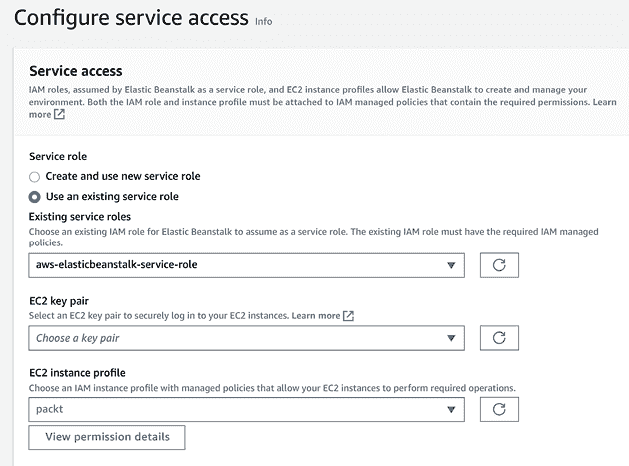 Configure service access Info
Service access
IAM roles, assumed by Elastic Beanstalk as a service role, and EC2 instance profiles allow Elastic Beanstalk to create and manage your
environment. Both the IAM role and instance profile must be attached to IAM managed policies that contain the required permissions. Learn
more
Service role
Create and use new service role
Use an existing service role
Existing service roles
Choose an existing IAM role for Elastic Beanstalk to assume as a service role. The existing IAM role must have the required IAM managed
policies.
aws-elasticbeanstalk-service-role
EC2 key pair
Select an EC2 key pair to securely log in to your EC2 instances. Learn more
Choose a key pair
EC2 instance profile
Choose an IAM instance profile with managed policies that allow your EC2 instances to perform required operations.
packt
View permission details